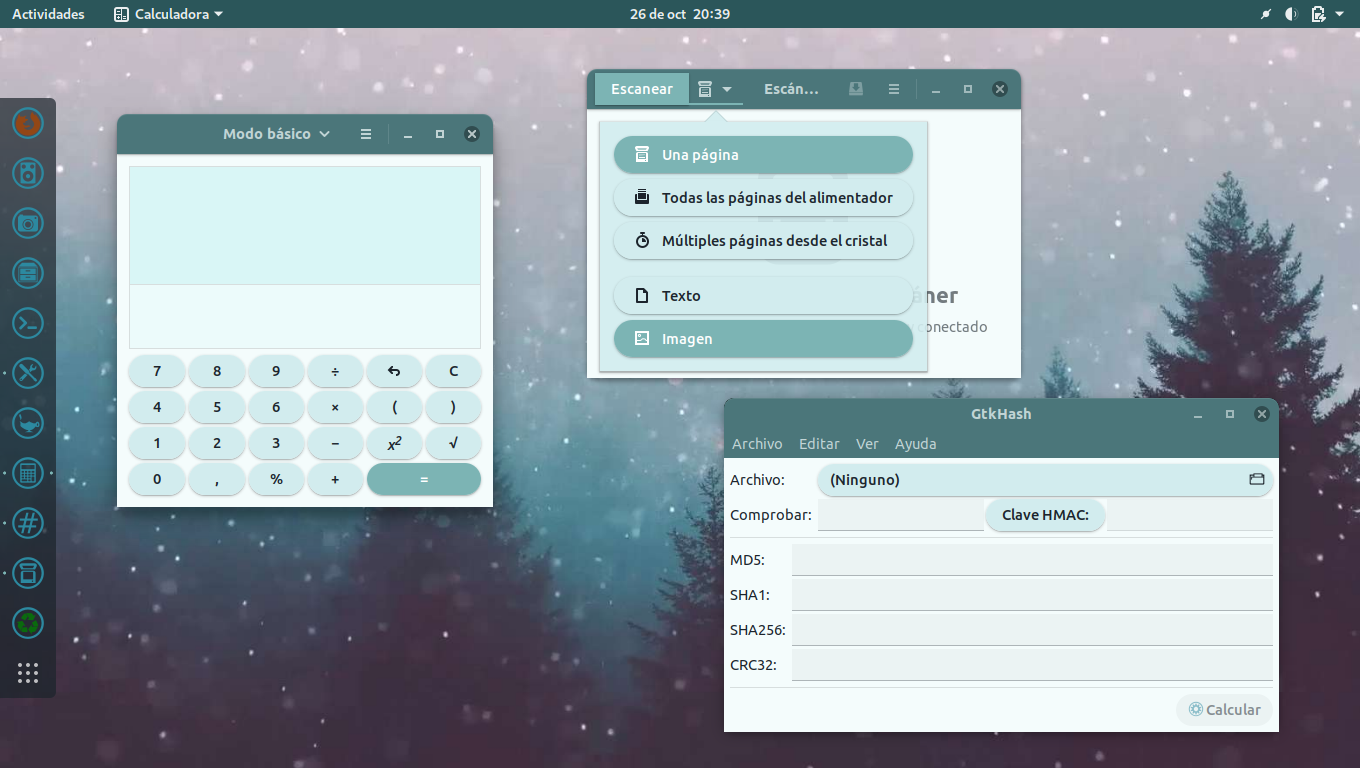 Actividades Calculadora 26 de oct 20:39
Modo básico
7 8 9 ÷ C
4 5 6 × ( )
1 2 3 − x² √
0 , % + =
Escanear Escán...
Una página
Todas las páginas del alimentador
Múltiples páginas desde el cristal
Texto
Imagen
áner
conectado
GtkHash
Archivo Editar Ver Ayuda
Archivo: (Ninguno)
Comprobar: Clave HMAC:
MD5:
SHA1:
SHA256:
CRC32:
Calcular